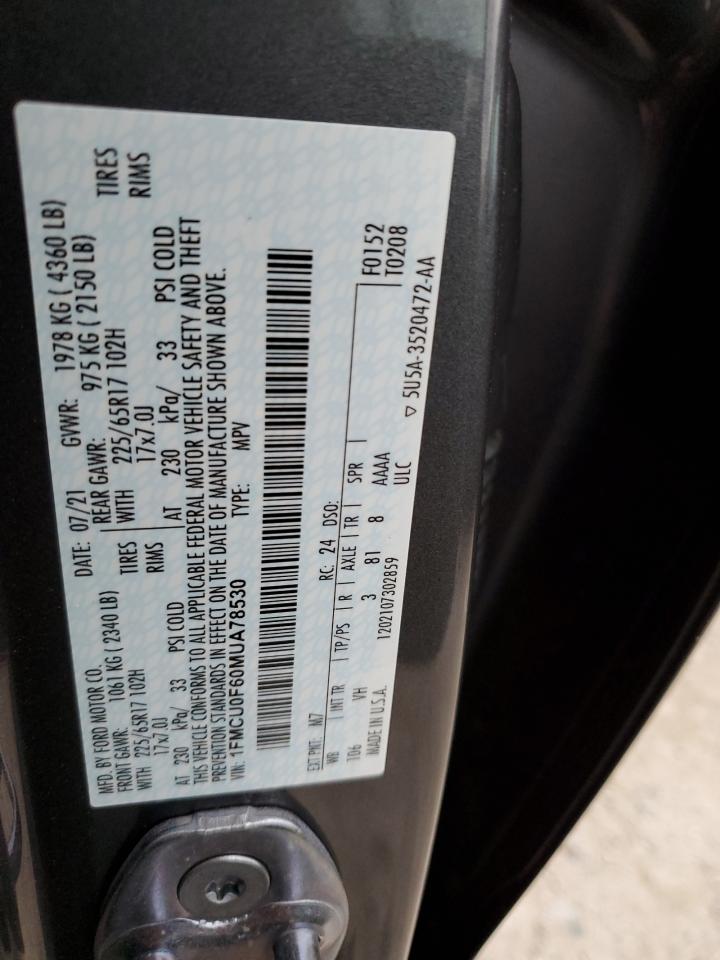 MFD. BY FORD MOTOR CO.
DATE: 07/21 GVWR: 1978 KG ( 4360 LB)
FRONT GAWR: 1061 KG ( 2340 LB)
REAR GAWR: 975 KG ( 2150 LB)
WITH 225/65R17 102H TIRES
WITH 225/65R17 102H TIRES
17x7.0J RIMS
17x7.0J RIMS
AT 230 kPa/ 33 PSI COLD
AT 230 kPa/ 33 PSI COLD
THIS VEHICLE CONFORMS TO ALL APPLICABLE FEDERAL MOTOR VEHICLE SAFETY AND THEFT
PREVENTION STANDARDS IN EFFECT ON THE DATE OF MANUFACTURE SHOWN ABOVE.
VIN: 1FMCU0F60MUA78530 TYPE: MPV
F0152
T0208
EXT PNT: M7 RC: 24 DSO:
WB | INT TR | TP/PS | R | AXLE | TR | SPR |
106 VH 3 81 8 AAAA
MADE IN U.S.A. 1202107302859 ULC
▽ 5U5A-3520472-AA